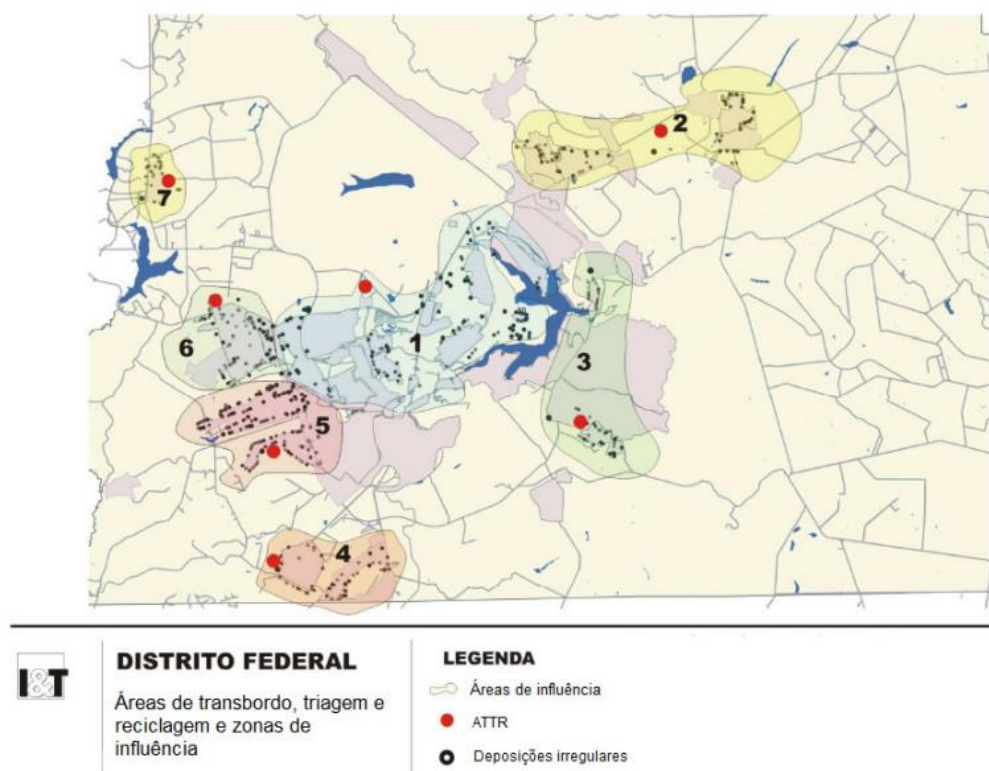 2
7
1
6
3
5
4
I&T
DISTRITO FEDERAL
Áreas de transbordo, triagem e
reciclagem e zonas de
influência
LEGENDA
Áreas de influência
ATTR
Deposições irregulares